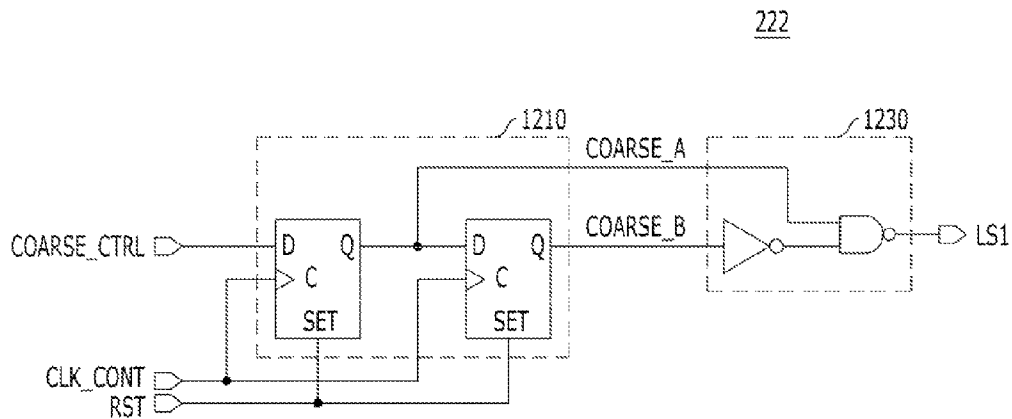 222
1210
1230
COARSE_A
COARSE_B
COARSE_CTRL
D Q
C
SET
D Q
C
SET
LS1
CLK_CONT
RST